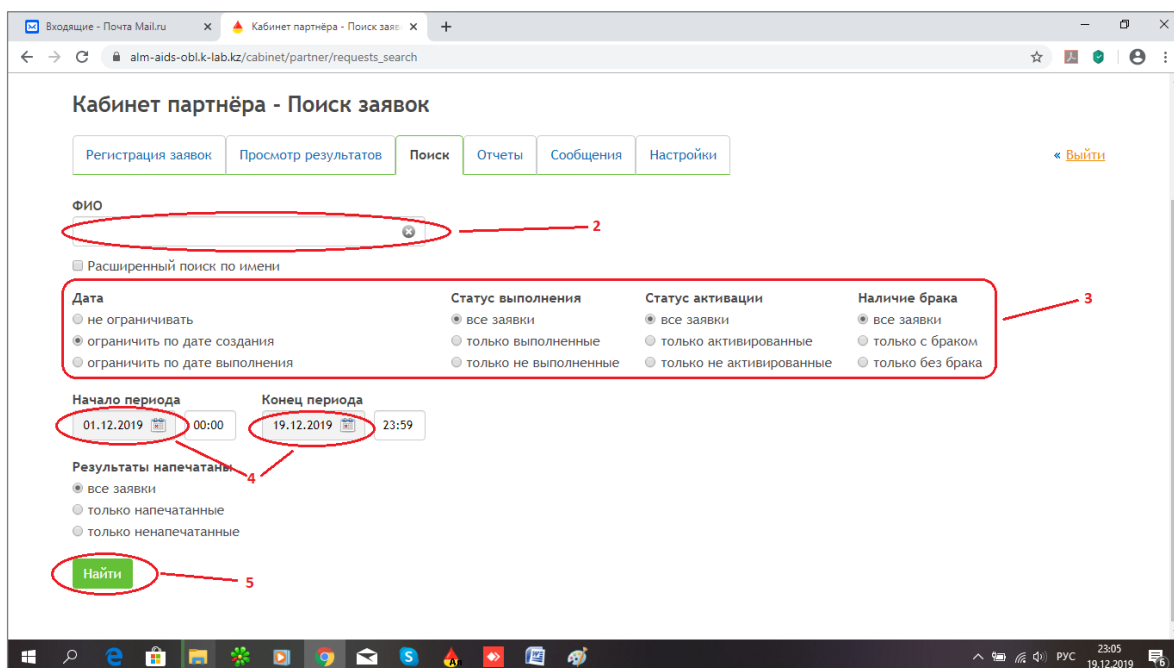 Входящие - Почта Mail.ru
Кабинет партнёра - Поиск заяв
alm-aids-obl.k-lab.kz/cabinet/partner/requests_search
Кабинет партнёра - Поиск заявок
Регистрация заявок Просмотр результатов Поиск Отчеты Сообщения Настройки « Выйти
ФИО
2
Расширенный поиск по имени
Дата Статус выполнения Статус активации Наличие брака
3
не ограничивать все заявки все заявки все заявки
ограничить по дате создания только выполненные только активированные только с браком
ограничить по дате выполнения только не выполненные только не активированные только без брака
Начало периода Конец периода
01.12.2019 00:00 19.12.2019 23:59
Результаты напечатаны
4
все заявки
только напечатанные
только ненапечатанные
Найти
5
РУС
23:05
19.12.2019